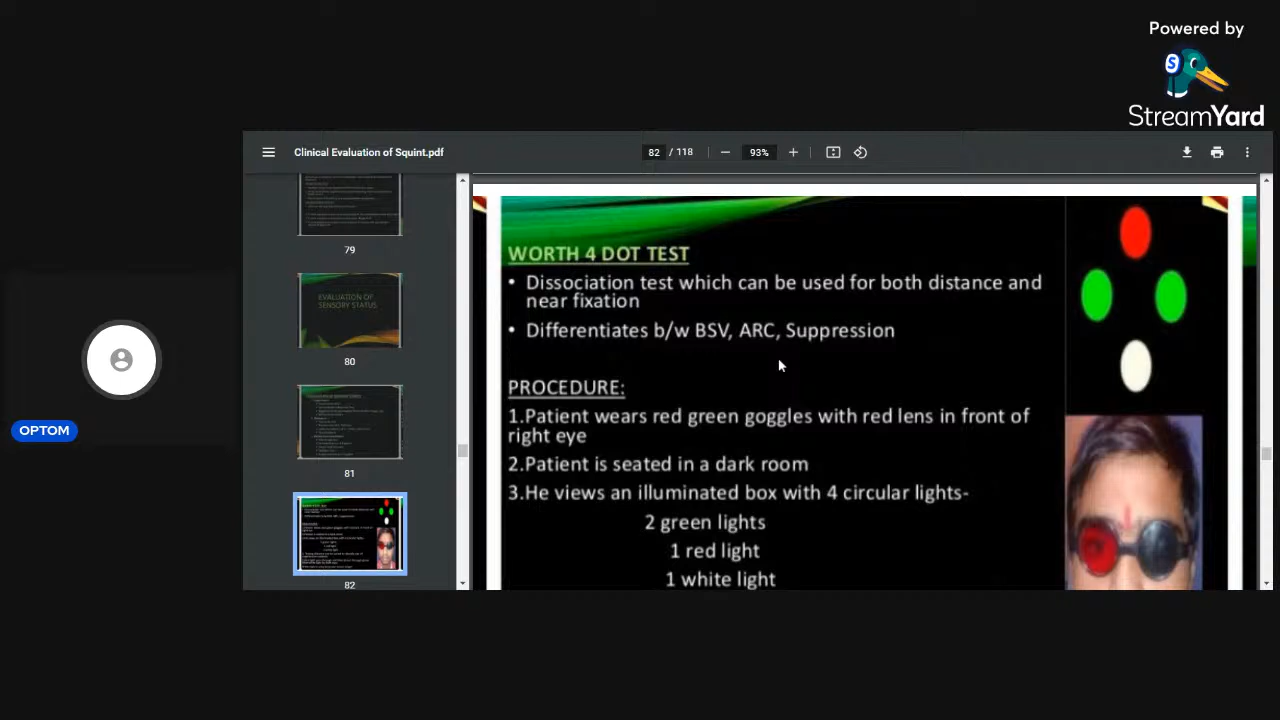 Powered by
StreamYard
Clinical Evaluation of Squint.pdf
82 / 118
93%
79
EVALUATION OF
SENSORY STATUS
80
81
82
OPTOM
WORTH 4 DOT TEST
• Dissociation test which can be used for both distance and
near fixation
• Differentiates b/w BSV, ARC, Suppression
PROCEDURE:
1.Patient wears red green goggles with red lens in front of
right eye
2.Patient is seated in a dark room
3.He views an illuminated box with 4 circular lights-
2 green lights
1 red light
1 white light